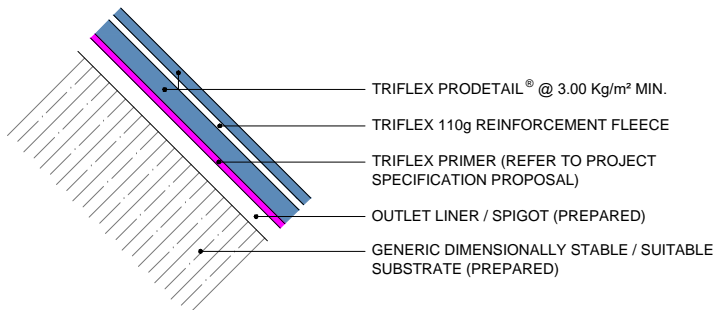 TRIFLEX PRODETAIL® @ 3.00 Kg/m² MIN.
TRIFLEX 110g REINFORCEMENT FLEECE
TRIFLEX PRIMER (REFER TO PROJECT
SPECIFICATION PROPOSAL)
OUTLET LINER / SPIGOT (PREPARED)
GENERIC DIMENSIONALLY STABLE / SUITABLE
SUBSTRATE (PREPARED)